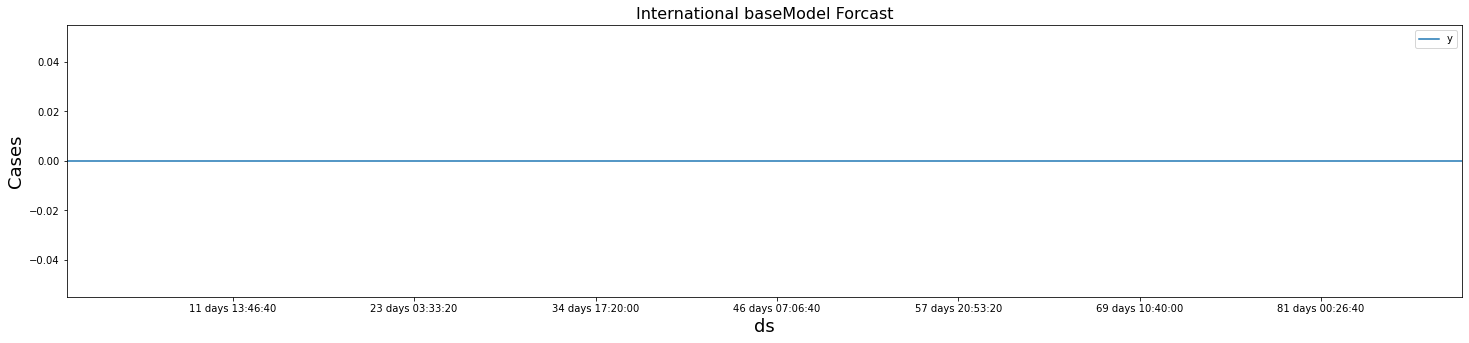 International baseModel Forcast
y
Cases
0.04
0.02
0.00
−0.02
−0.04
11 days 13:46:40
23 days 03:33:20
34 days 17:20:00
46 days 07:06:40
57 days 20:53:20
69 days 10:40:00
81 days 00:26:40
ds